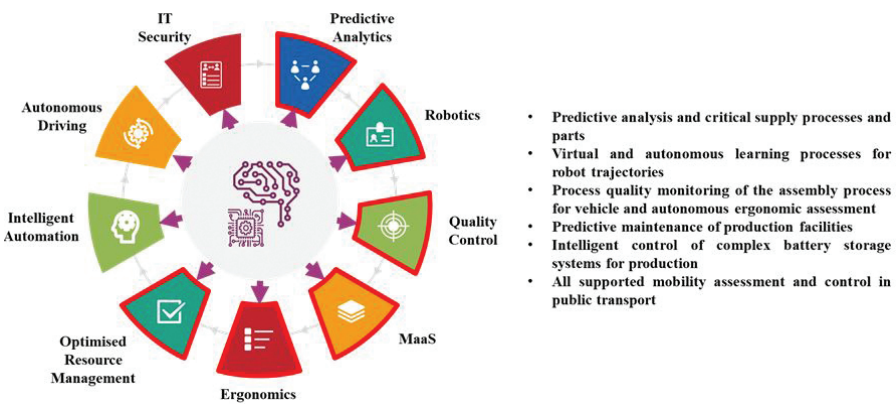 IT
Security
Predictive
Analytics
Robotics
Quality
Control
MaaS
Ergonomics
Optimised
Resource
Management
Intelligent
Automation
Autonomous
Driving
• Predictive analysis and critical supply processes and
parts
• Virtual and autonomous learning processes for
robot trajectories
• Process quality monitoring of the assembly process
for vehicle and autonomous ergonomic assessment
• Predictive maintenance of production facilities
• Intelligent control of complex battery storage
systems for production
• All supported mobility assessment and control in
public transport